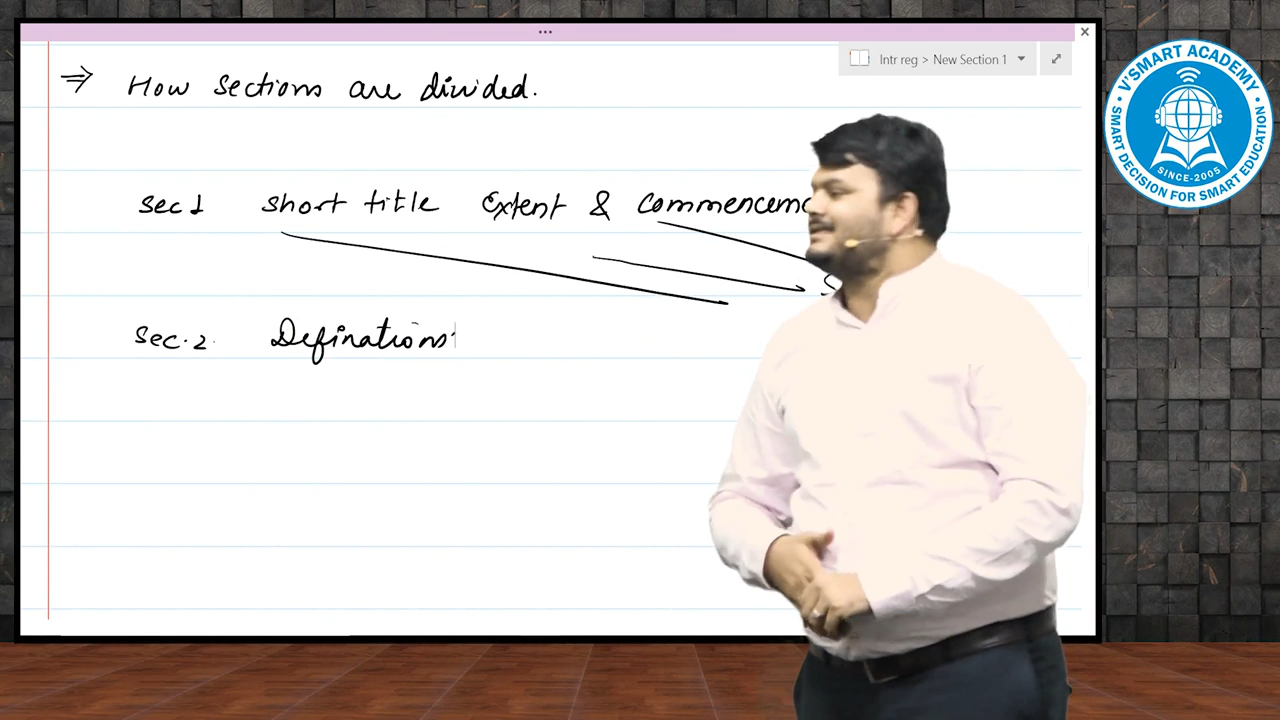 ...
Intr reg > New Section 1
⇒ How sections are divided.
Sec 1 short title Extent & Commencem
Sec. 2. Definations
V'SMART ACADEMY
SINCE-2005
SMART DECISION FOR SMART EDUCATION